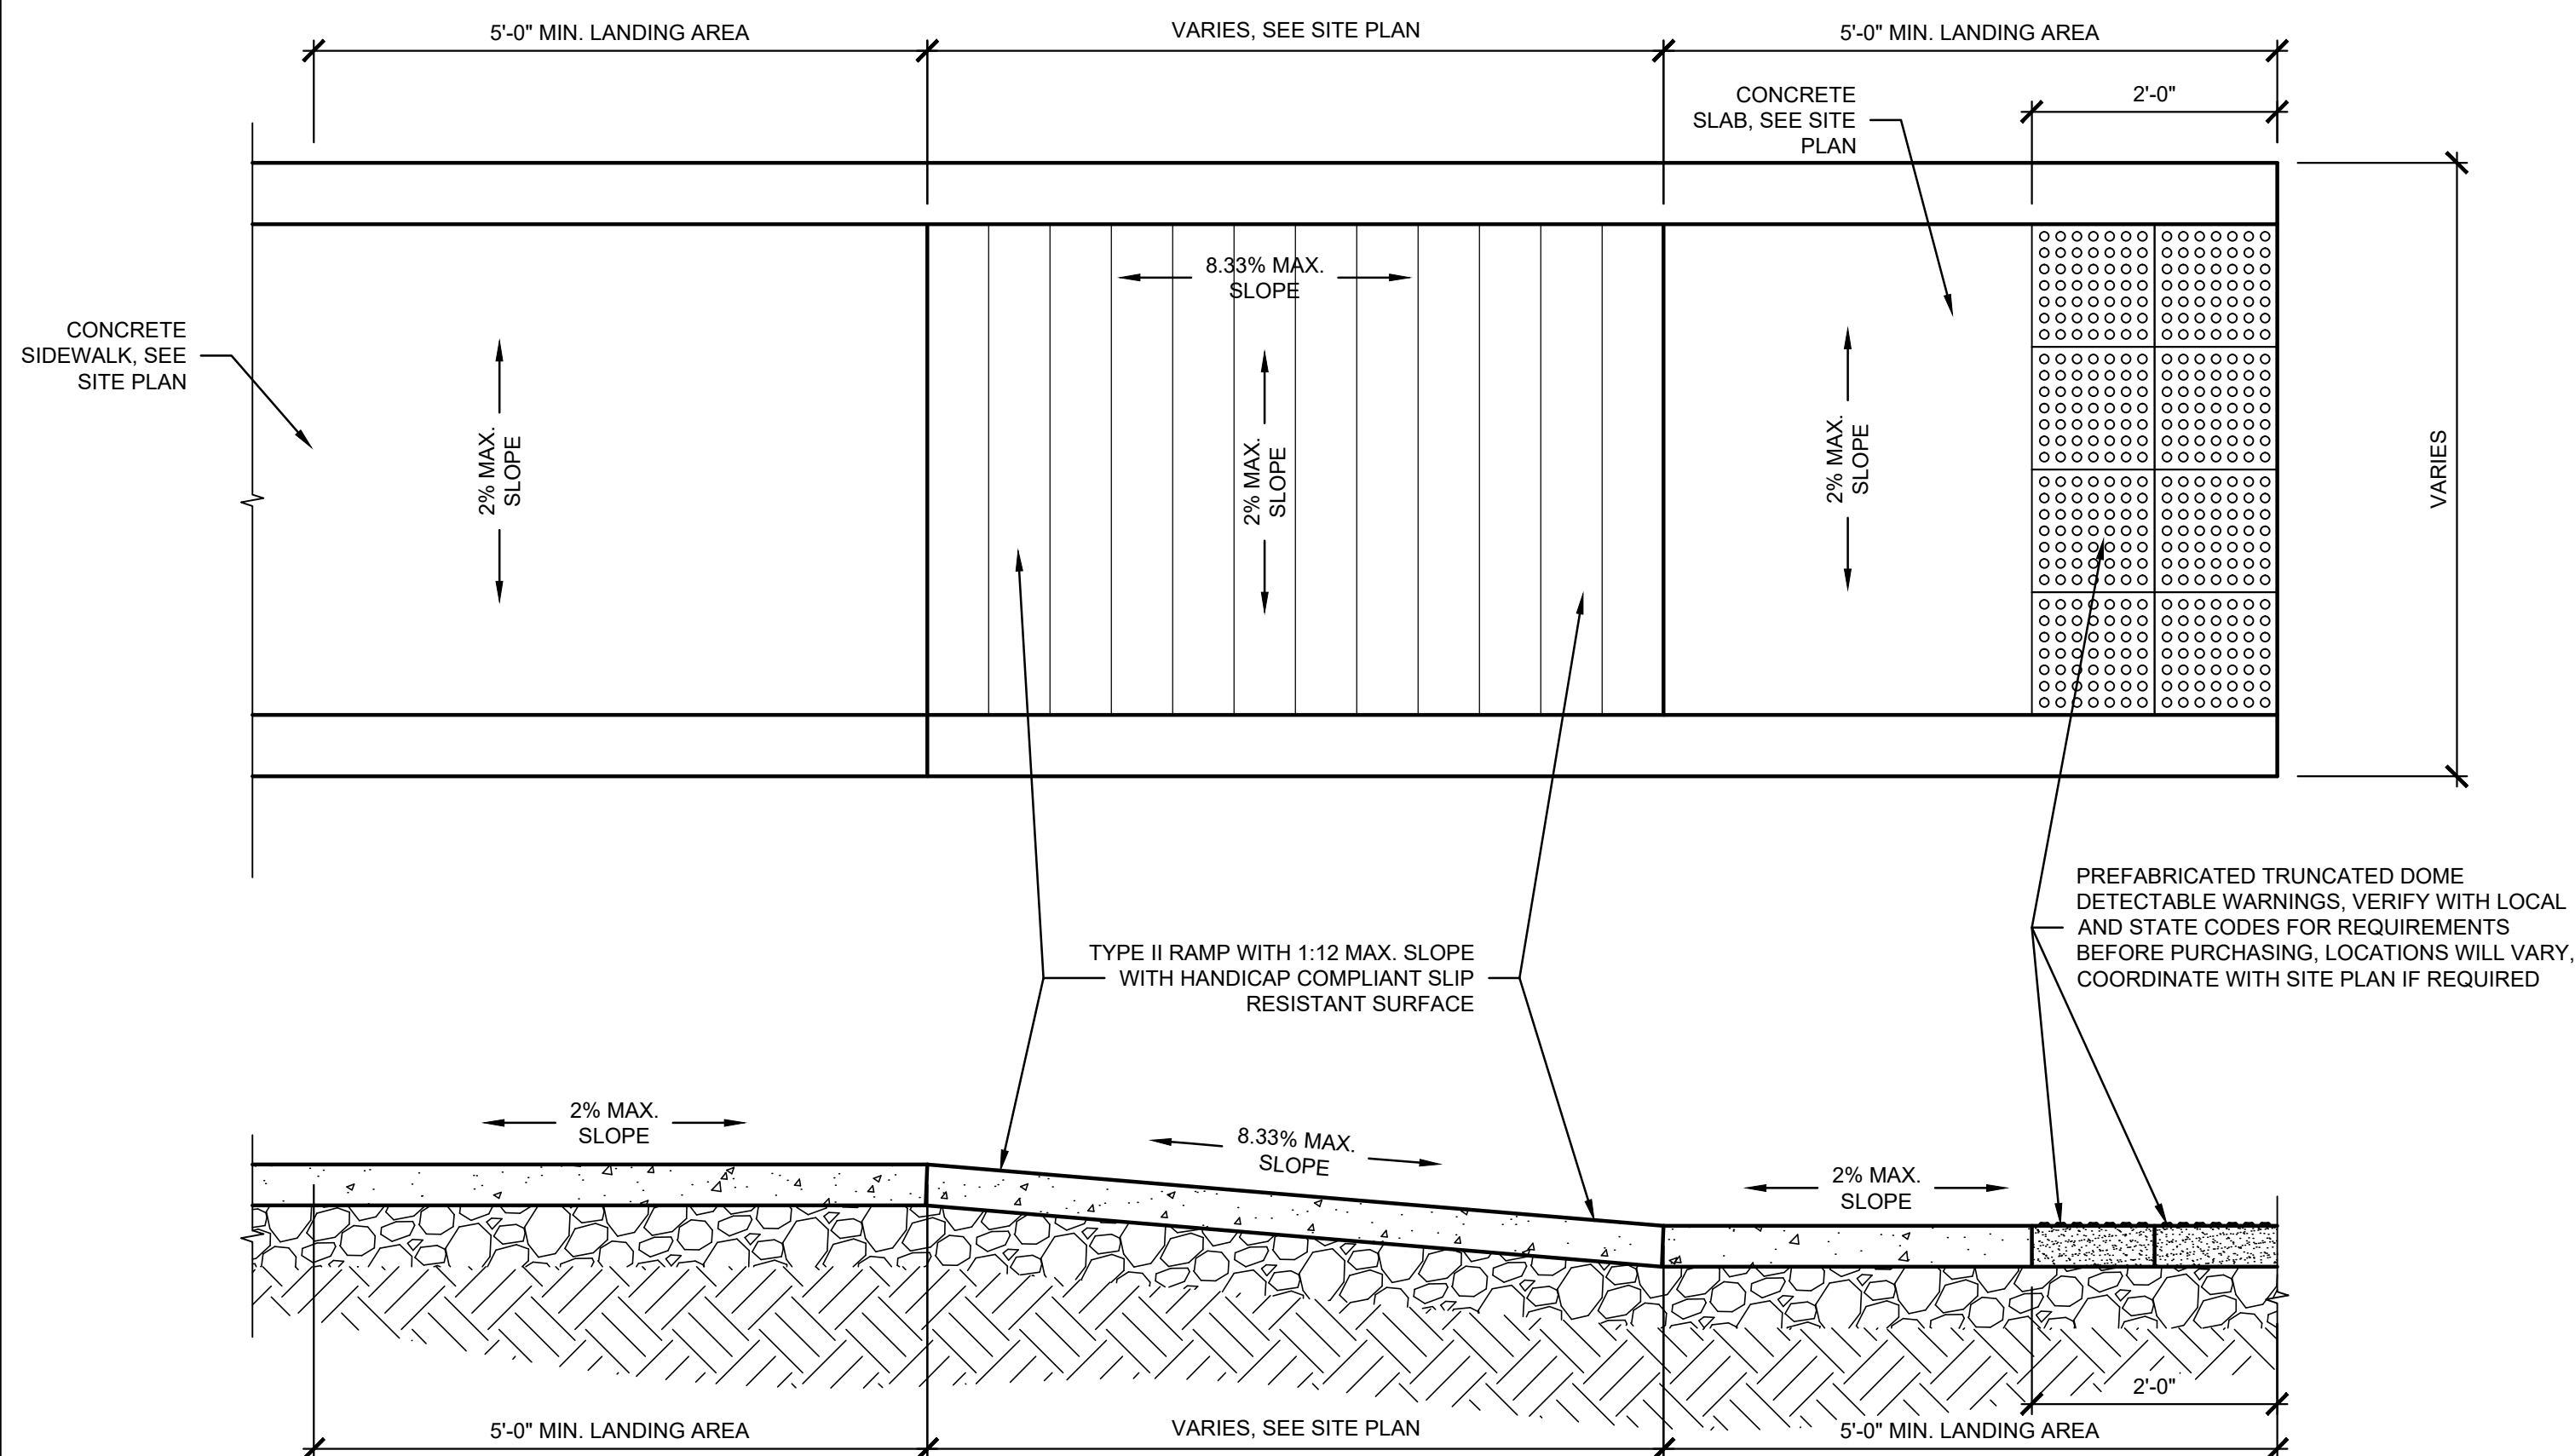 5'-0" MIN. LANDING AREA
VARIES, SEE SITE PLAN
5'-0" MIN. LANDING AREA
2'-0"
CONCRETE
SLAB, SEE SITE
PLAN
8.33% MAX.
SLOPE
CONCRETE
SIDEWALK, SEE
SITE PLAN
2% MAX.
SLOPE
2% MAX.
SLOPE
2% MAX.
SLOPE
VARIES
PREFABRICATED TRUNCATED DOME
DETECTABLE WARNINGS, VERIFY WITH LOCAL
AND STATE CODES FOR REQUIREMENTS
BEFORE PURCHASING, LOCATIONS WILL VARY,
COORDINATE WITH SITE PLAN IF REQUIRED
TYPE II RAMP WITH 1:12 MAX. SLOPE
WITH HANDICAP COMPLIANT SLIP
RESISTANT SURFACE
2% MAX.
SLOPE
8.33% MAX.
SLOPE
2% MAX.
SLOPE
2'-0"
5'-0" MIN. LANDING AREA
VARIES, SEE SITE PLAN
5'-0" MIN. LANDING AREA